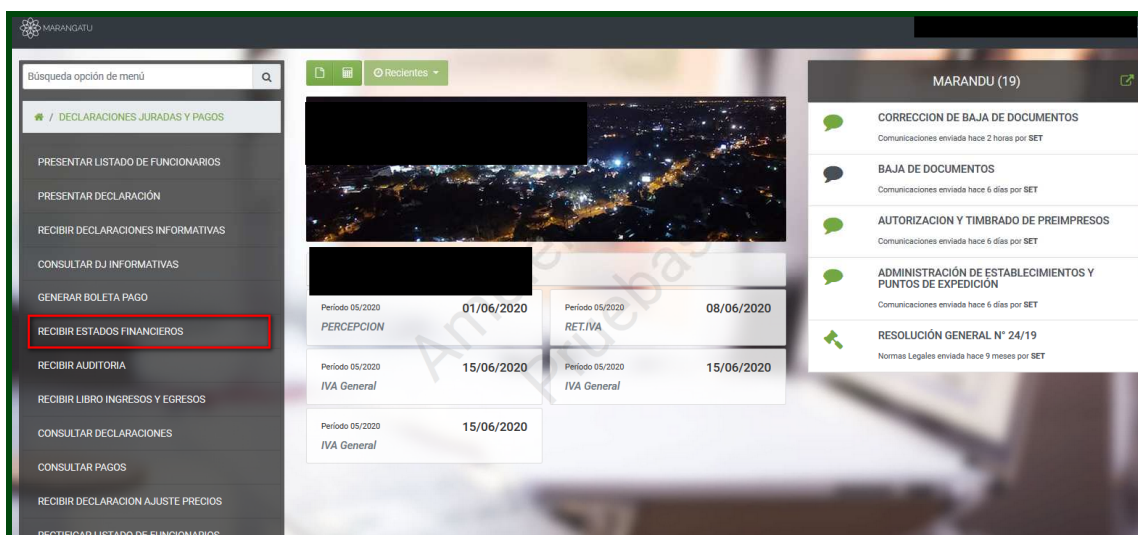 MARANGATU
Búsqueda opción de menú
/ DECLARACIONES JURADAS Y PAGOS
PRESENTAR LISTADO DE FUNCIONARIOS
PRESENTAR DECLARACIÓN
RECIBIR DECLARACIONES INFORMATIVAS
CONSULTAR DJ INFORMATIVAS
GENERAR BOLETA PAGO
RECIBIR ESTADOS FINANCIEROS
RECIBIR AUDITORIA
RECIBIR LIBRO INGRESOS Y EGRESOS
CONSULTAR DECLARACIONES
CONSULTAR PAGOS
RECIBIR DECLARACION AJUSTE PRECIOS
RECTIFICAR LISTADO DE FUNCIONARIOS
Recientes
Período 05/2020 01/06/2020
PERCEPCION
Período 05/2020 08/06/2020
RET.IVA
Período 05/2020 15/06/2020
IVA General
Período 05/2020 15/06/2020
IVA General
Período 05/2020 15/06/2020
IVA General
Pruebas
MARANDU (19)
CORRECCION DE BAJA DE DOCUMENTOS
Comunicaciones enviada hace 2 horas por SET
BAJA DE DOCUMENTOS
Comunicaciones enviada hace 6 días por SET
AUTORIZACION Y TIMBRADO DE PREIMPRESOS
Comunicaciones enviada hace 6 días por SET
ADMINISTRACIÓN DE ESTABLECIMIENTOS Y
PUNTOS DE EXPEDICIÓN
Comunicaciones enviada hace 6 días por SET
RESOLUCIÓN GENERAL N° 24/19
Normas Legales enviada hace 9 meses por SET